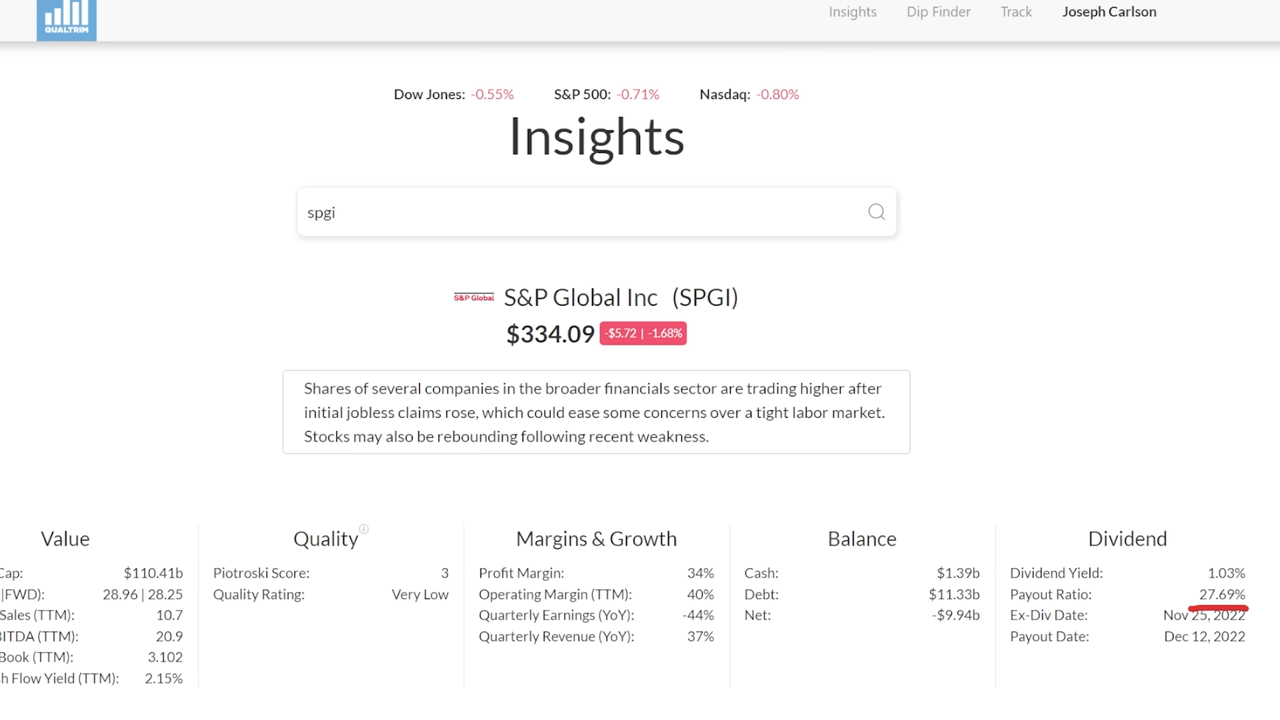 QUALTRIM
Insights Dip Finder Track Joseph Carlson
Dow Jones: -0.55% S&P 500: -0.71% Nasdaq: -0.80%
Insights
spgi
S&P Global S&P Global Inc (SPGI)
$334.09 -$5.72 | -1.68%
Shares of several companies in the broader financials sector are trading higher after
initial jobless claims rose, which could ease some concerns over a tight labor market.
Stocks may also be rebounding following recent weakness.
Value
Cap: $110.41b
|FWD): 28.96 | 28.25
Sales (TTM): 10.7
BITDA (TTM): 20.9
Book (TTM): 3.102
h Flow Yield (TTM): 2.15%
Quality
Piotroski Score: 3
Quality Rating: Very Low
Margins & Growth
Profit Margin: 34%
Operating Margin (TTM): 40%
Quarterly Earnings (YoY): -44%
Quarterly Revenue (YoY): 37%
Balance
Cash: $1.39b
Debt: $11.33b
Net: -$9.94b
Dividend
Dividend Yield: 1.03%
Payout Ratio: 27.69%
Ex-Div Date: Nov 25, 2022
Payout Date: Dec 12, 2022